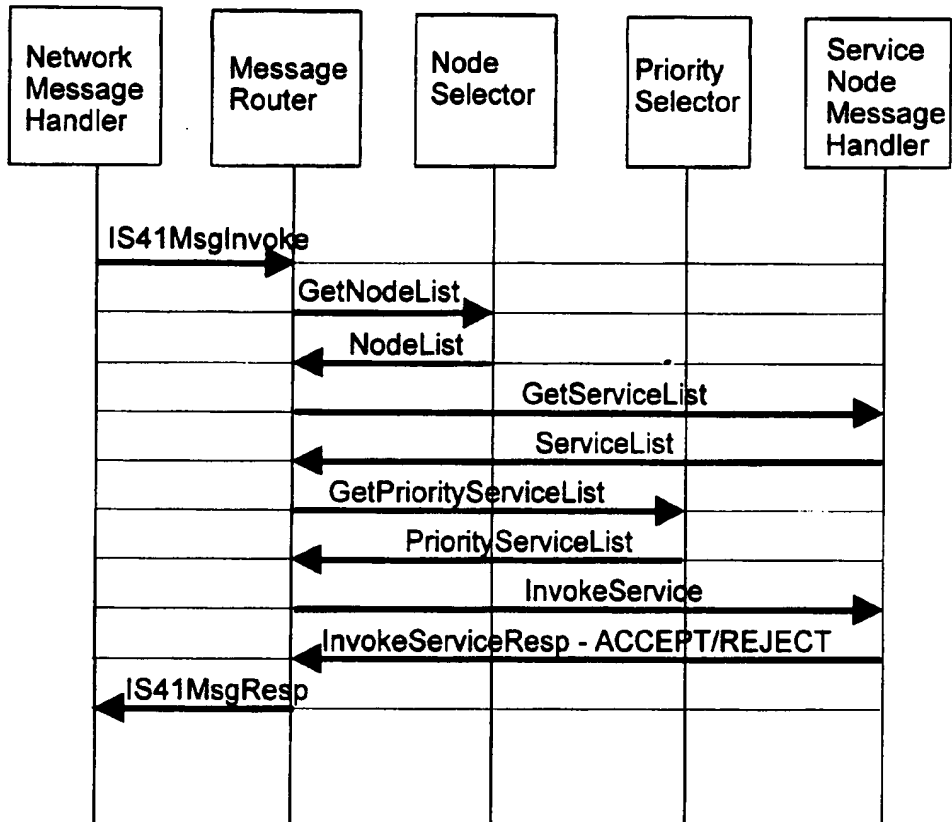 Network
Message
Handler
Message
Router
Node
Selector
Priority
Selector
Service
Node
Message
Handler
IS41MsgInvoke
GetNodeList
NodeList
GetServiceList
ServiceList
GetPriorityServiceList
PriorityServiceList
InvokeService
InvokeServiceResp - ACCEPT/REJECT
IS41MsgResp